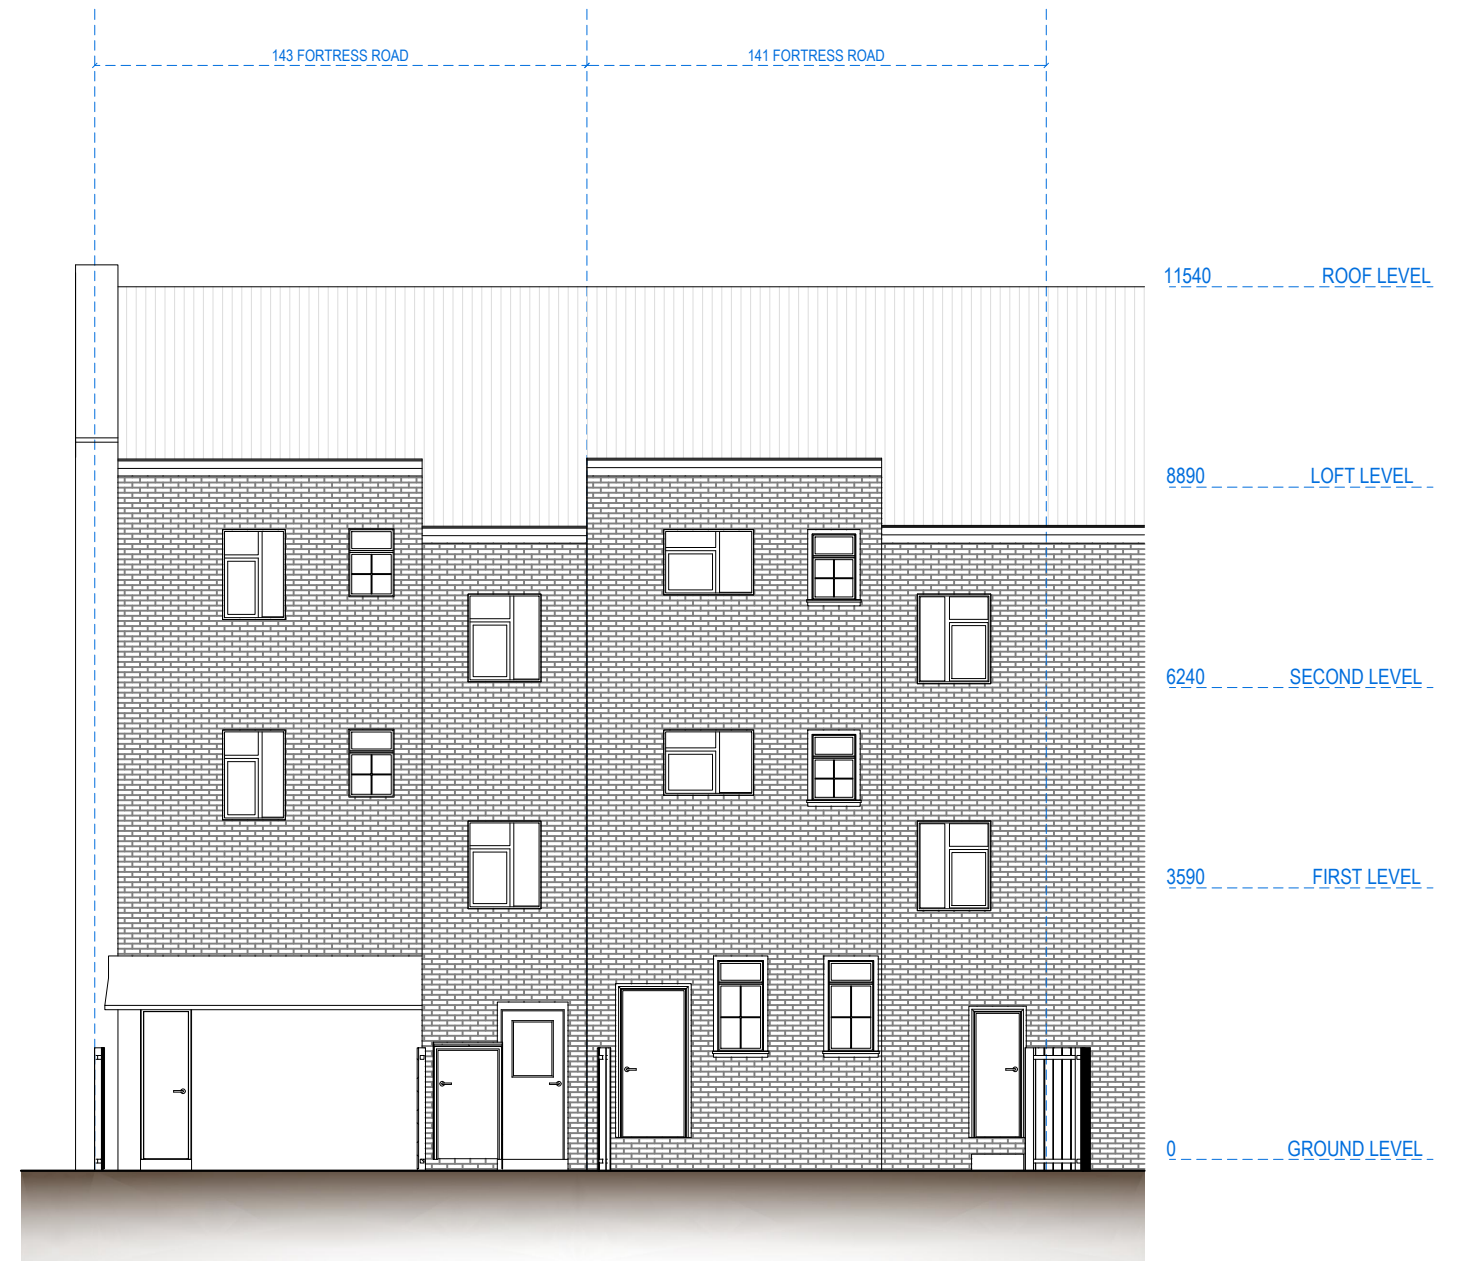 143 FORTRESS ROAD
141 FORTRESS ROAD
11540 ROOF LEVEL
8890 LOFT LEVEL
6240 SECOND LEVEL
3590 FIRST LEVEL
0 GROUND LEVEL